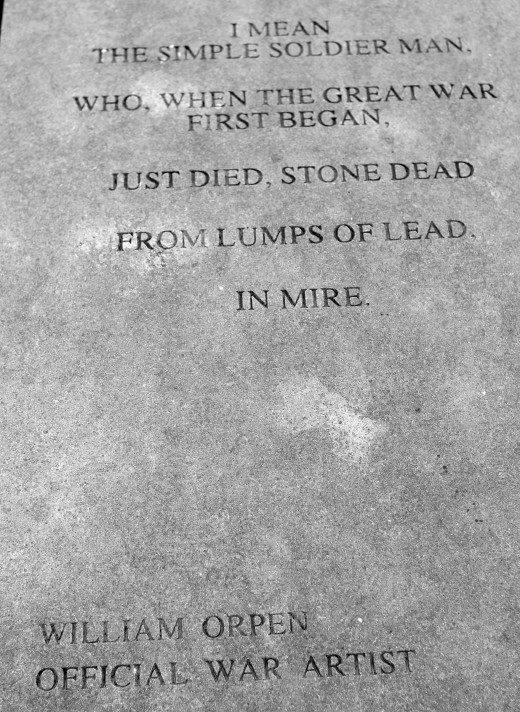 I MEAN
THE SIMPLE SOLDIER MAN,
WHO, WHEN THE GREAT WAR
FIRST BEGAN,
JUST DIED, STONE DEAD
FROM LUMPS OF LEAD,
IN MIRE.
WILLIAM ORPEN
OFFICIAL WAR ARTIST